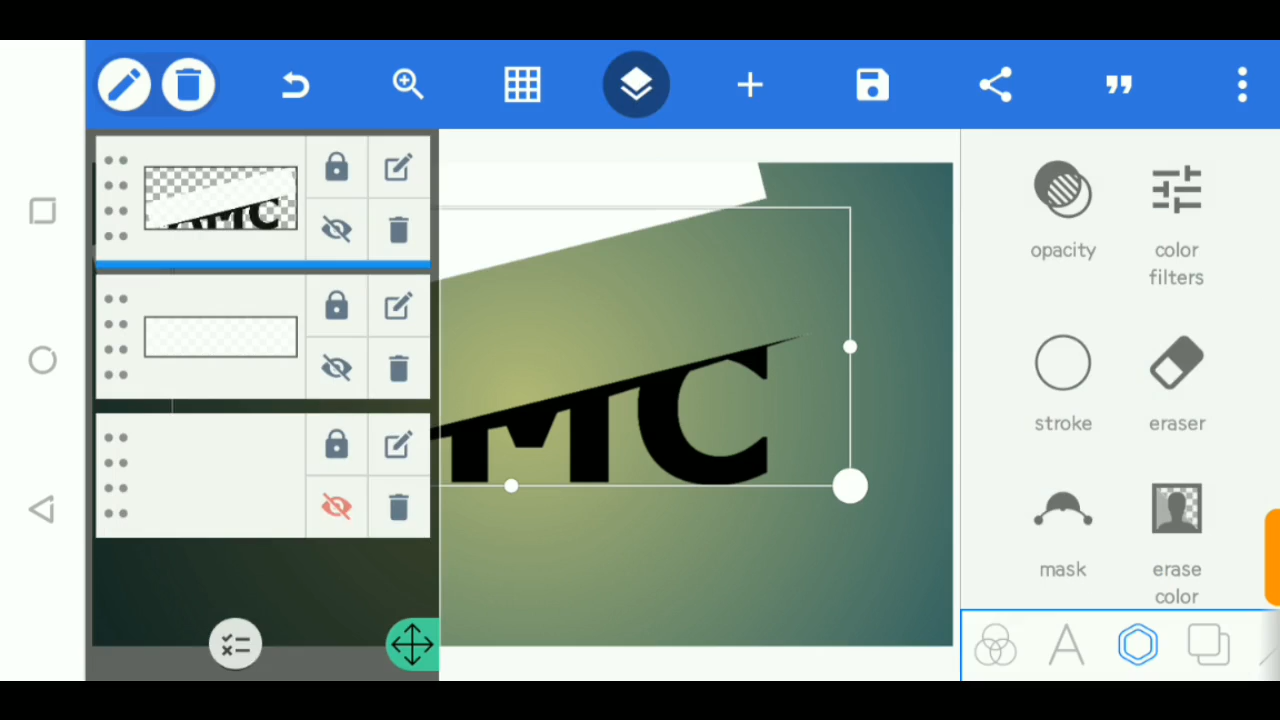 opacity
color
filters
MC
stroke
eraser
mask
erase
color